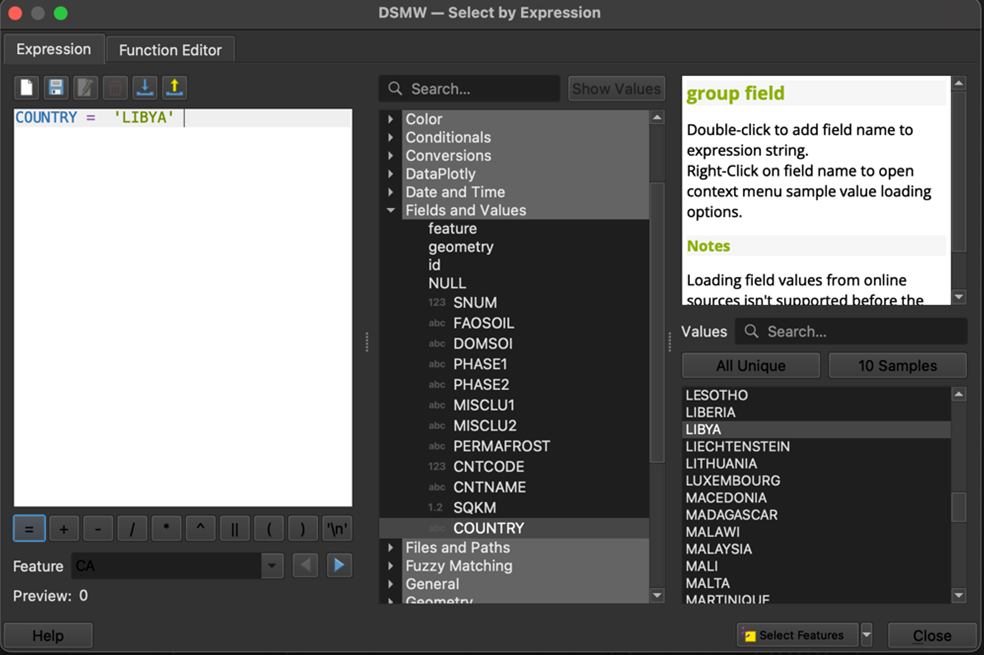 DSMW — Select by Expression
Expression
Function Editor
COUNTRY =  'LIBYA'
= + - / * ^ || ( ) '\n'
Feature CA
Preview: 0
Search...
Show Values
Color
Conditionals
Conversions
DataPlotly
Date and Time
Fields and Values
feature
geometry
id
NULL
123 SNUM
abc FAOSOIL
abc DOMSOI
abc PHASE1
abc PHASE2
abc MISCLU1
abc MISCLU2
abc PERMAFROST
123 CNTCODE
abc CNTNAME
1.2 SQKM
abc COUNTRY
Files and Paths
Fuzzy Matching
General
Geometry
group field
Double-click to add field name to
expression string.
Right-Click on field name to open
context menu sample value loading
options.
Notes
Loading field values from online
sources isn't supported before the
Values Search...
All Unique
10 Samples
LESOTHO
LIBERIA
LIBYA
LIECHTENSTEIN
LITHUANIA
LUXEMBOURG
MACEDONIA
MADAGASCAR
MALAWI
MALAYSIA
MALI
MALTA
MARTINIQUE
Help
Select Features
Close